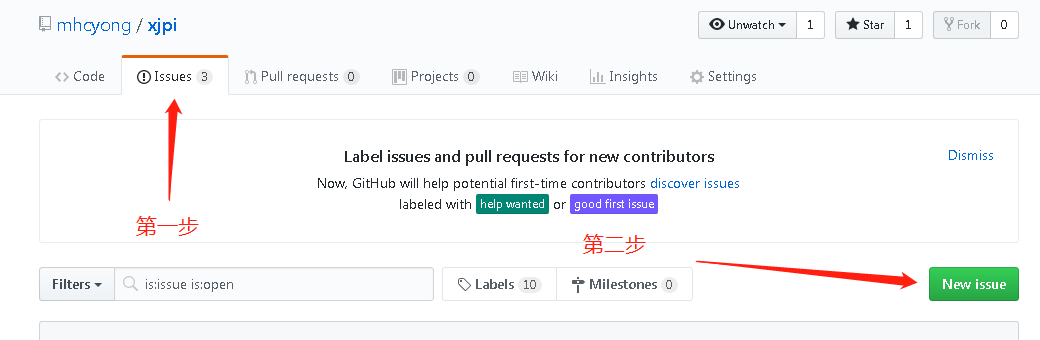 mhcyong / xjpi
Unwatch 1 Star 1 Fork 0
Code Issues 3 Pull requests 0 Projects 0 Wiki Insights Settings
Label issues and pull requests for new contributors
Dismiss
Now, GitHub will help potential first-time contributors discover issues
labeled with help wanted or good first issue
第一步
第二步
Filters is:issue is:open Labels 10 Milestones 0 New issue